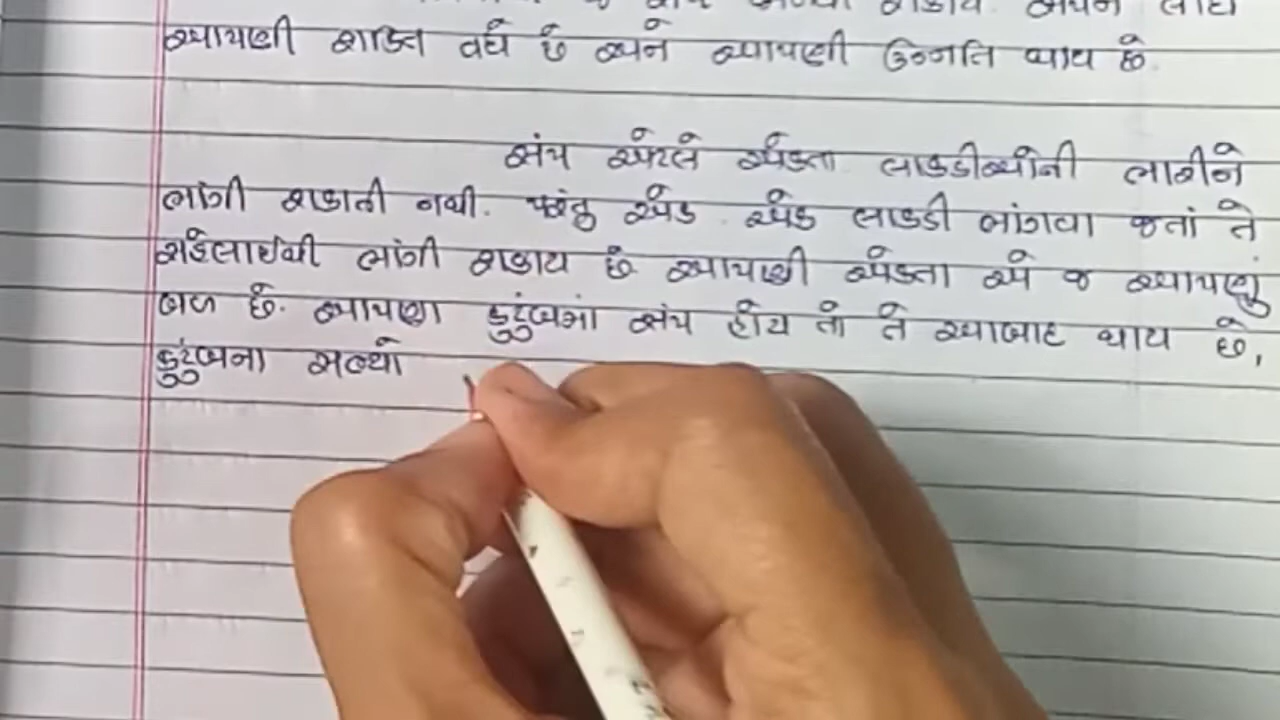 આપણી શક્તિ વધે છે અને આપણી ઉન્નતિ થાય છે.
સંપ એટલે એકતા. લાકડીઓની ભારીને
ભાંગી શકાતી નથી. પરંતુ એક એક લાકડી ભાંગવા જતાં તે
સહેલાઈથી ભાંગી શકાય છે આપણી એકતા એ જ આપણું
બળ છે. આપણા કુટુંબમાં સંપ હોય તો તે આબાદ થાય છે,
કુટુંબના સભ્યો